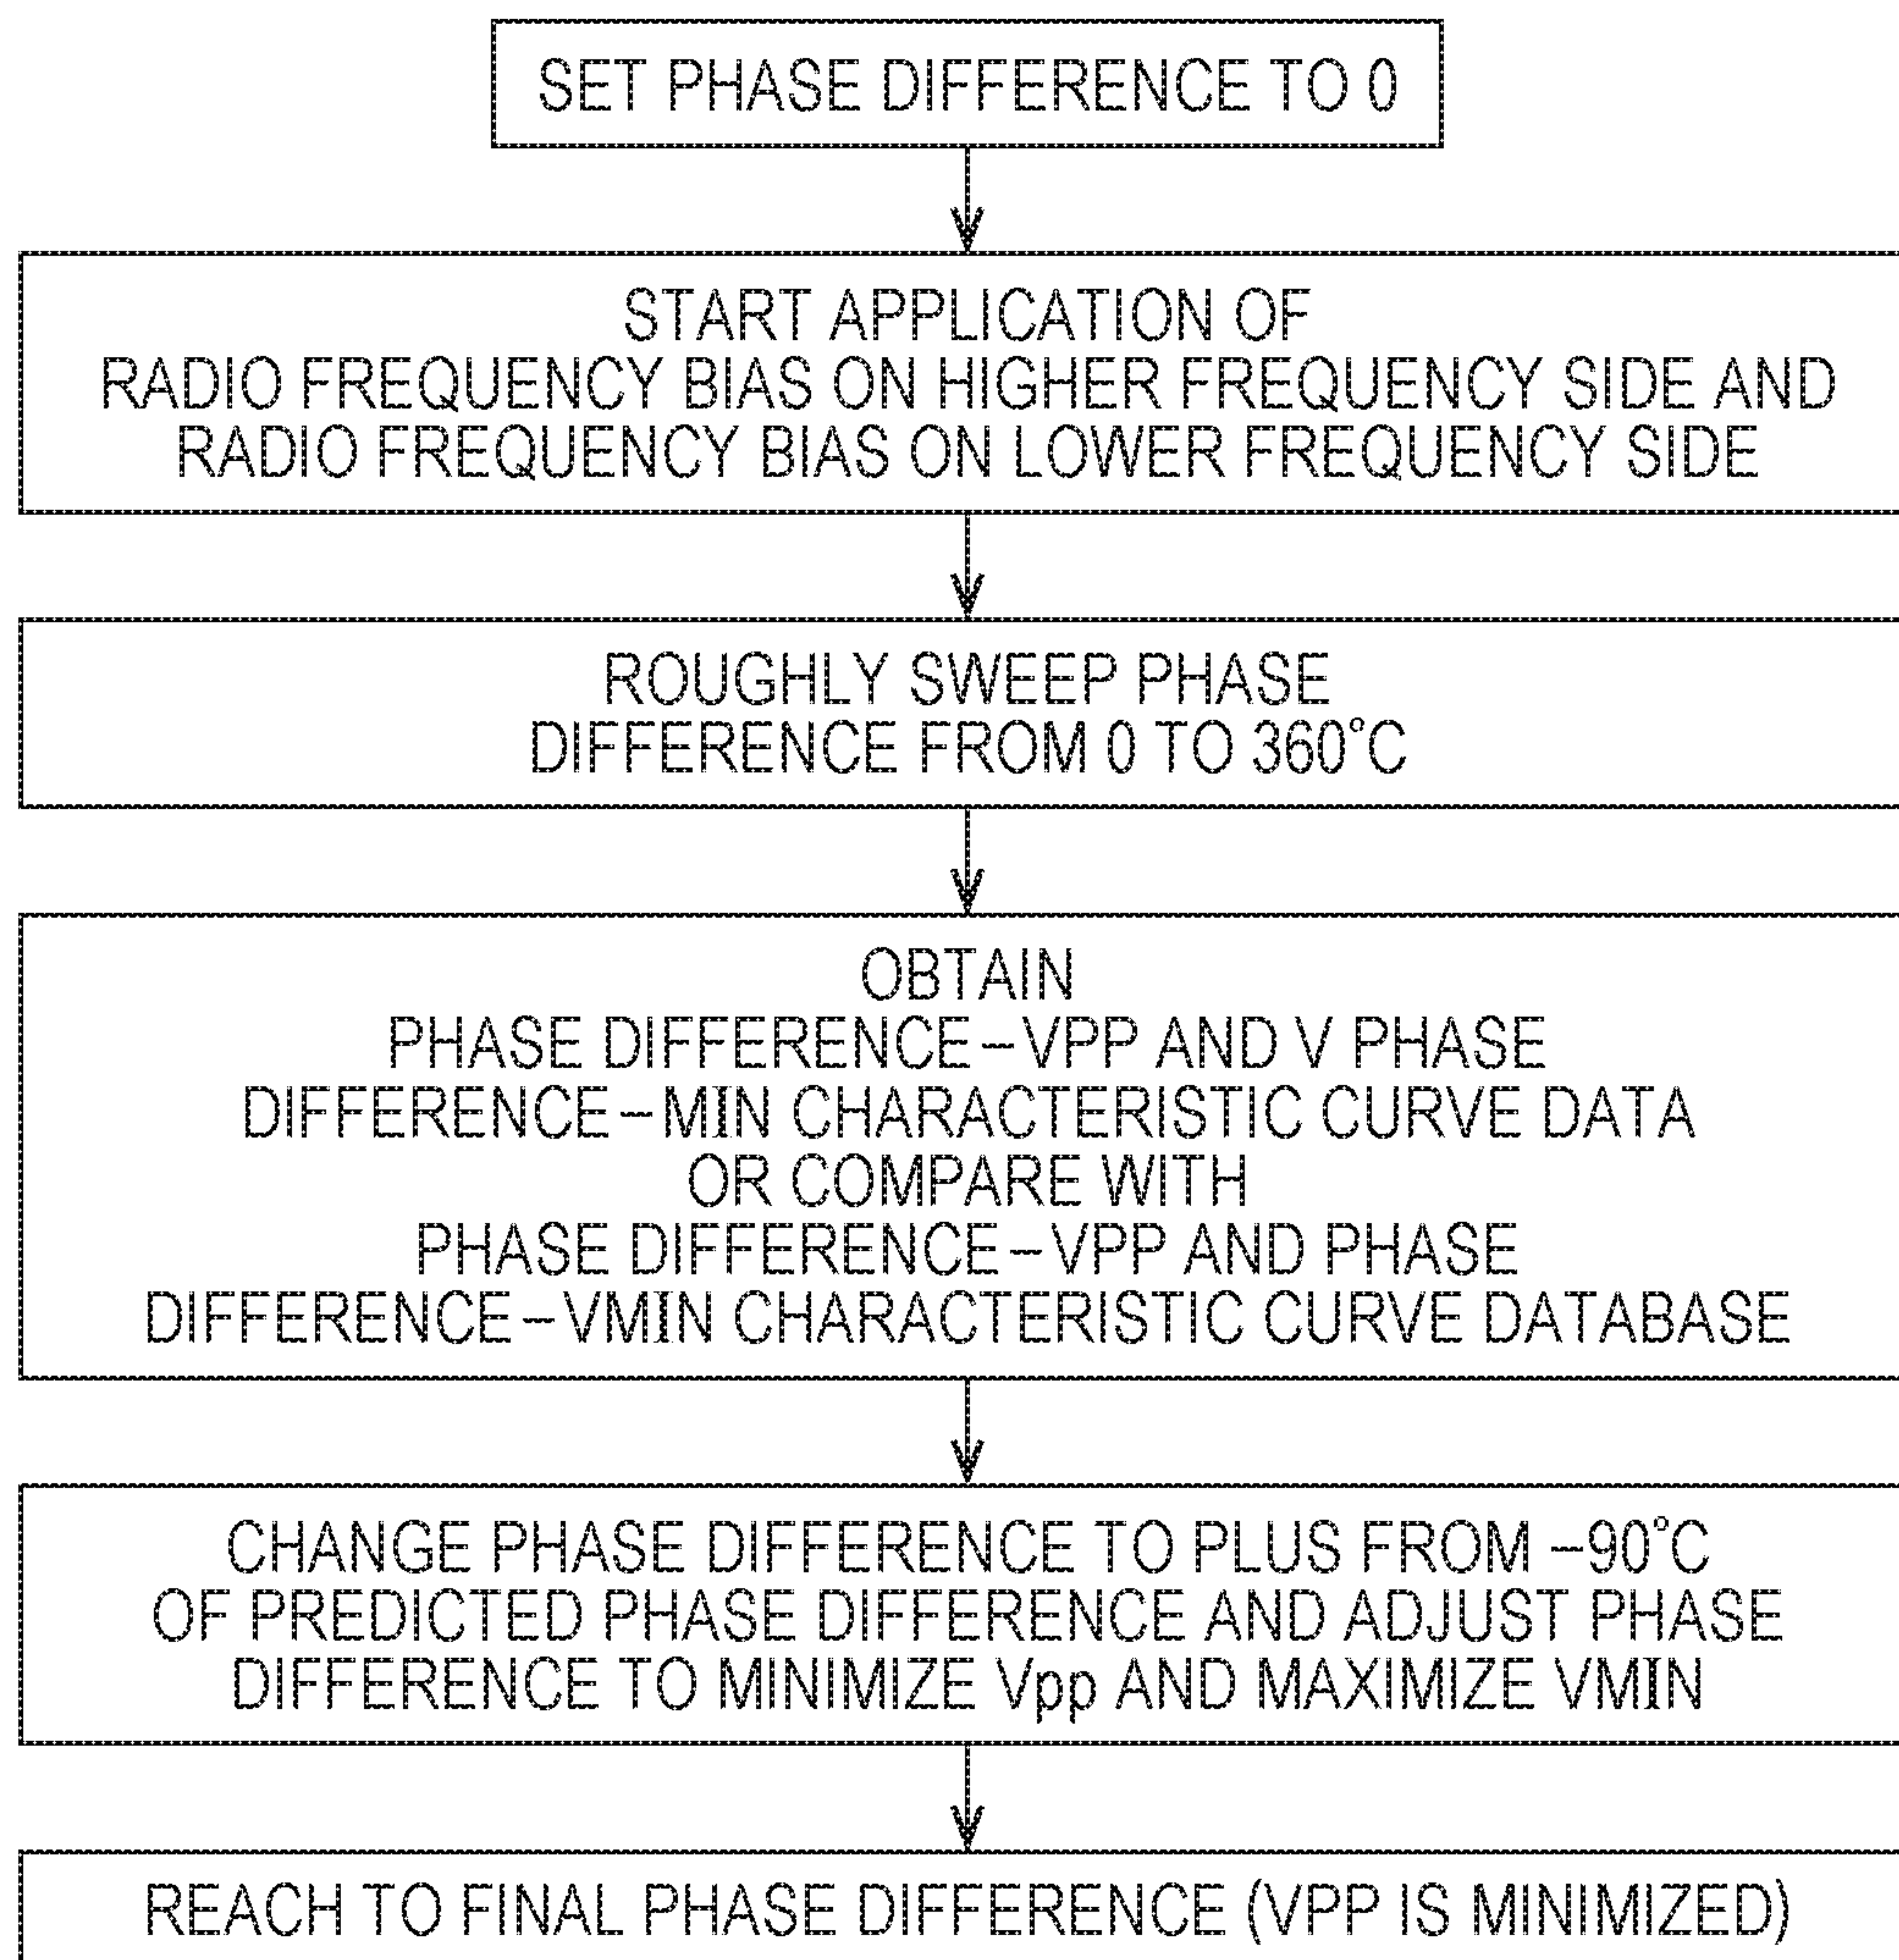 SET PHASE DIFFERENCE TO 0
START APPLICATION OF
RADIO FREQUENCY BIAS ON HIGHER FREQUENCY SIDE AND
RADIO FREQUENCY BIAS ON LOWER FREQUENCY SIDE
ROUGHLY SWEEP PHASE
DIFFERENCE FROM 0 TO 360°C
OBTAIN
PHASE DIFFERENCE–VPP AND V PHASE
DIFFERENCE–MIN CHARACTERISTIC CURVE DATA
OR COMPARE WITH
PHASE DIFFERENCE–VPP AND PHASE
DIFFERENCE–VMIN CHARACTERISTIC CURVE DATABASE
CHANGE PHASE DIFFERENCE TO PLUS FROM –90°C
OF PREDICTED PHASE DIFFERENCE AND ADJUST PHASE
DIFFERENCE TO MINIMIZE Vpp AND MAXIMIZE VMIN
REACH TO FINAL PHASE DIFFERENCE (VPP IS MINIMIZED)